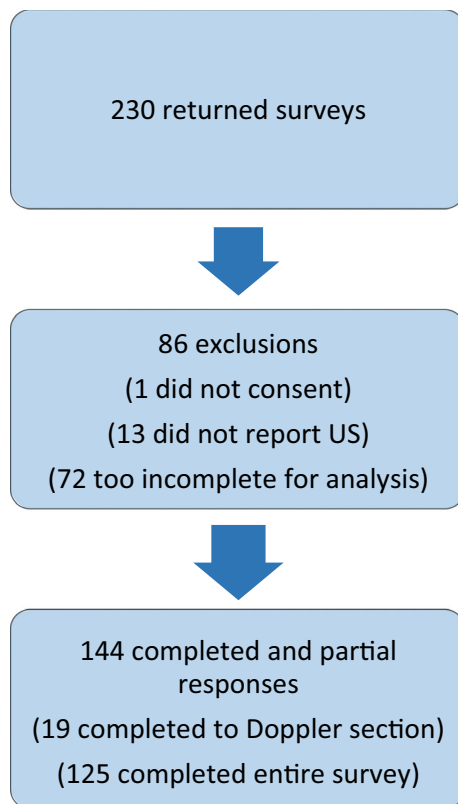 230 returned surveys
86 exclusions
(1 did not consent)
(13 did not report US)
(72 too incomplete for analysis)
144 completed and partial
responses
(19 completed to Doppler section)
(125 completed entire survey)